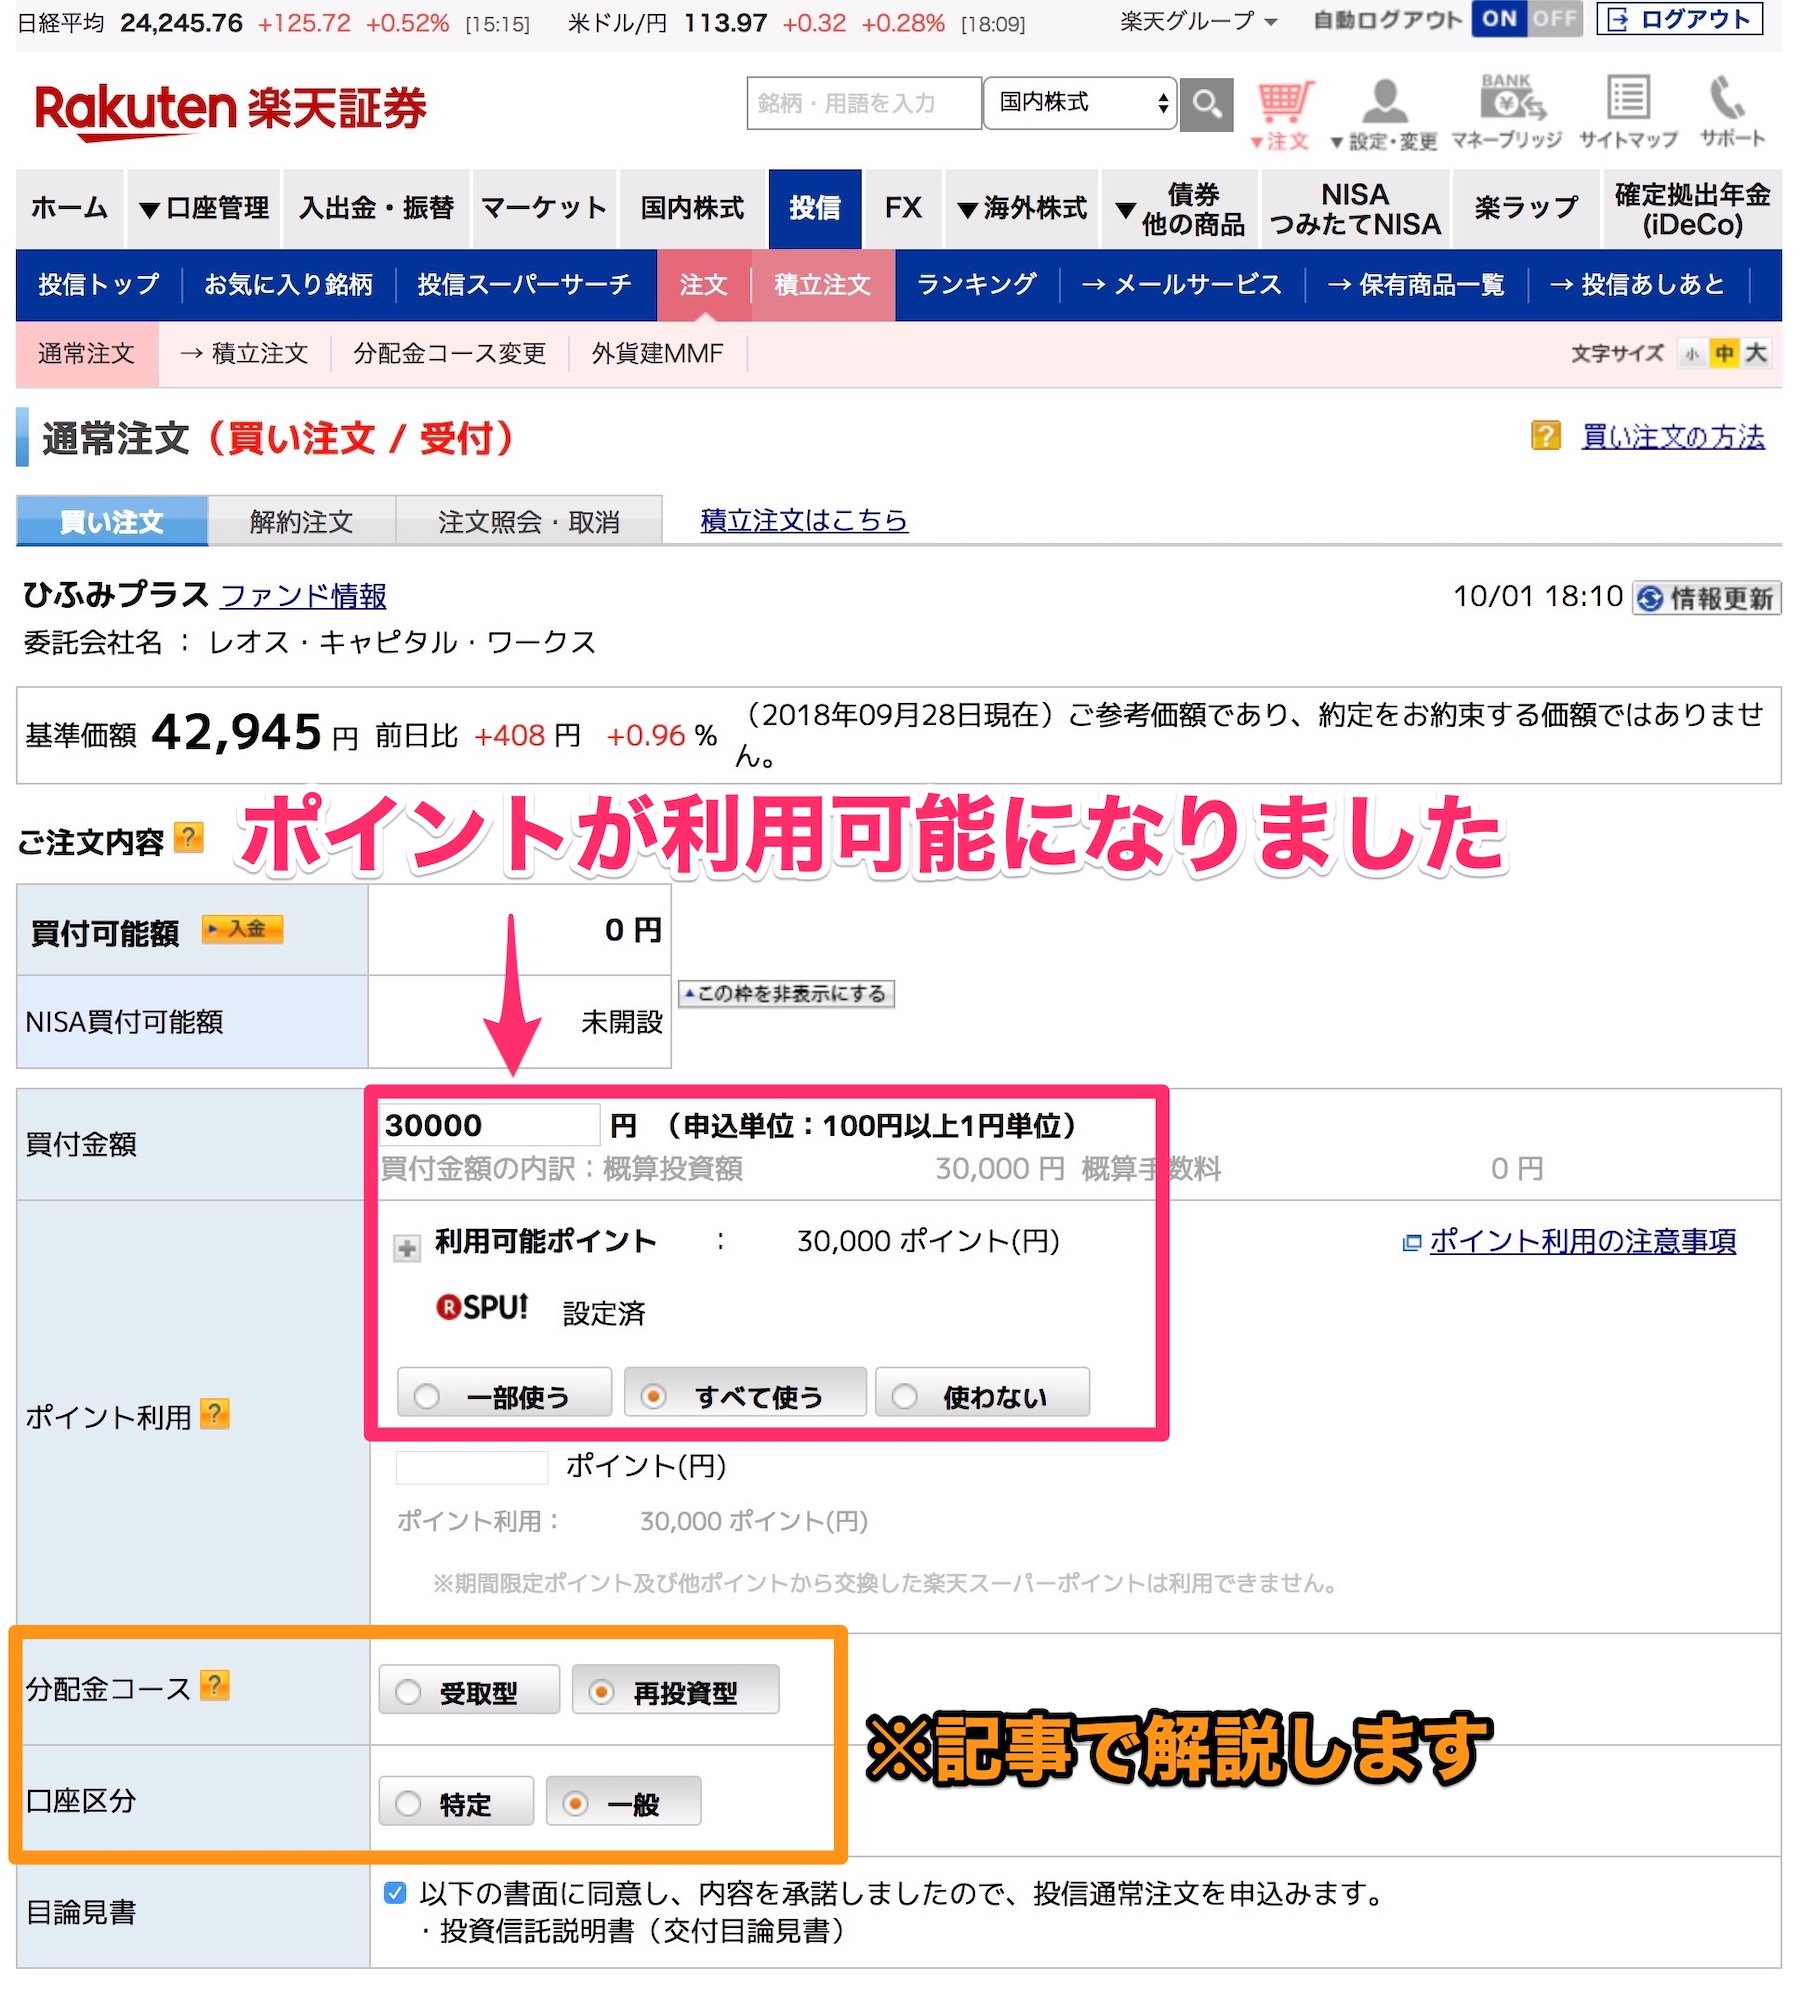 日経平均 24,245.76 +125.72 +0.52% [15:15] 米ドル/円 113.97 +0.32 +0.28% [18:09] 楽天グループ 自動ログアウト ON OFF ログアウト
Rakuten 楽天証券
銘柄・用語を入力 国内株式 ▼注文 ▼設定・変更 BANK マネーブリッジ サイトマップ サポート
ホーム ▼口座管理 入出金・振替 マーケット 国内株式 投信 FX ▼海外株式 ▼債券 他の商品 NISA つみたてNISA 楽ラップ 確定拠出年金 (iDeCo)
投信トップ お気に入り銘柄 投信スーパーサーチ 注文 積立注文 ランキング →メールサービス →保有商品一覧 →投信あしあと
通常注文 →積立注文 分配金コース変更 外貨建MMF 文字サイズ 小 中 大
通常注文（買い注文 / 受付） ? 買い注文の方法
買い注文 解約注文 注文照会・取消 積立注文はこちら
ひふみプラス ファンド情報 10/01 18:10 情報更新
委託会社名 ： レオス・キャピタル・ワークス
基準価額 42,945 円 前日比 +408 円 +0.96 % （2018年09月28日現在）ご参考価額であり、約定をお約束する価額ではありませ
ん。
ご注文内容 ? ポイントが利用可能になりました
買付可能額 入金 0 円
NISA買付可能額 未開設 ▲この枠を非表示にする
買付金額 30000 円 （申込単位：100円以上1円単位）
買付金額の内訳：概算投資額 30,000 円 概算手数料 0 円
利用可能ポイント ： 30,000 ポイント(円) ポイント利用の注意事項
R SPU! 設定済
ポイント利用 ? 一部使う すべて使う 使わない
ポイント(円)
ポイント利用： 30,000 ポイント(円)
※期間限定ポイント及び他ポイントから交換した楽天スーパーポイントは利用できません。
分配金コース ? 受取型 再投資型
※記事で解説します
口座区分 特定 一般
目論見書 以下の書面に同意し、内容を承諾しましたので、投信通常注文を申込みます。
・投資信託説明書（交付目論見書）